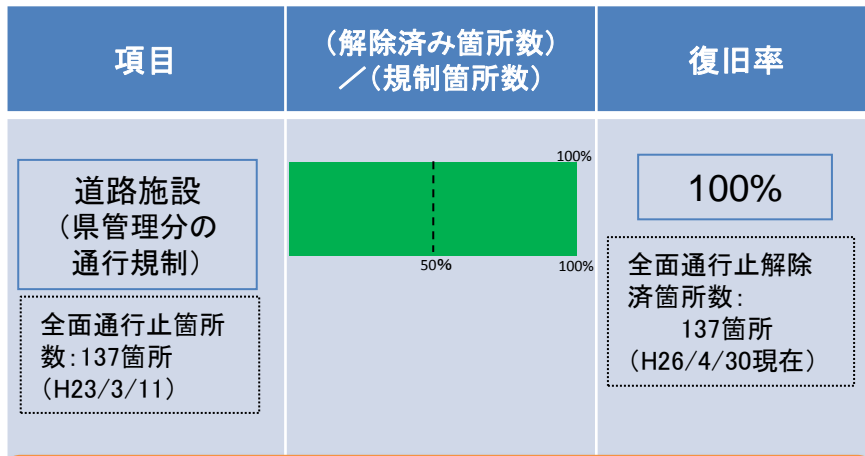 項目
（解除済み箇所数）
／（規制箇所数）
復旧率
道路施設
（県管理分の
通行規制）
全面通行止箇所
数：137箇所
（H23/3/11）
100%
50%
100%
100%
全面通行止解除
済箇所数：
137箇所
（H26/4/30現在）